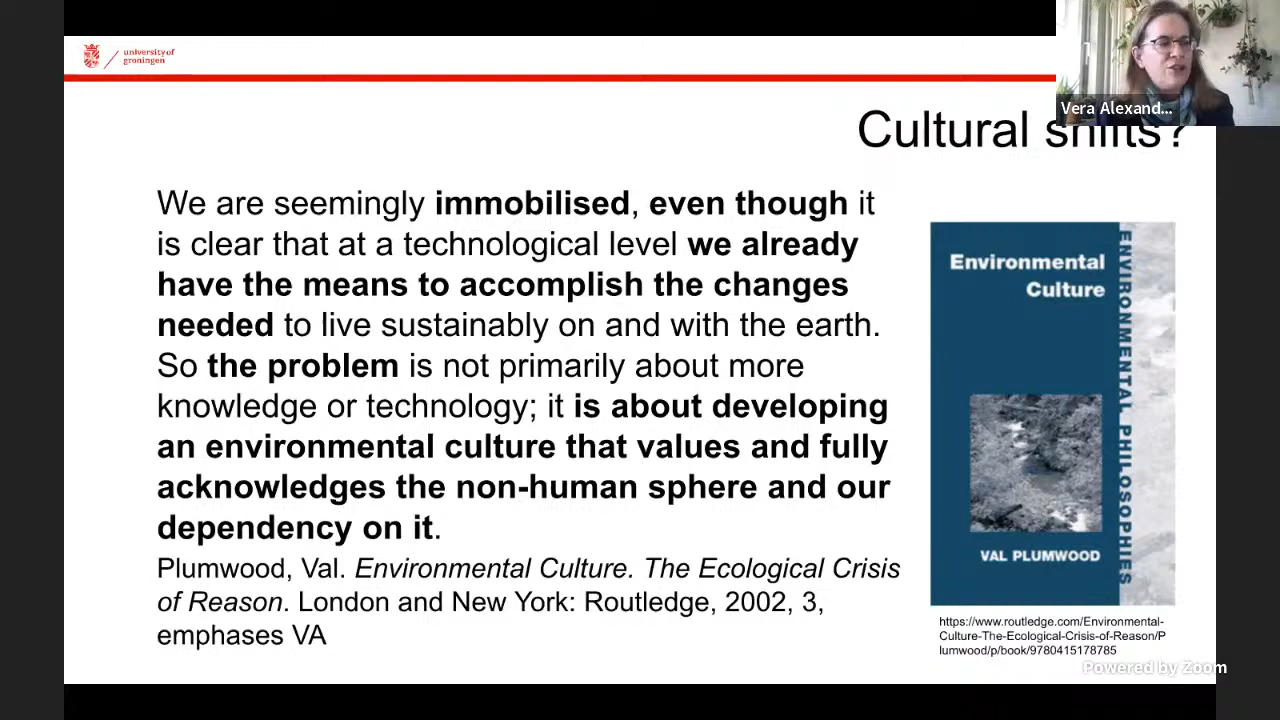 university of
groningen
Vera Alexand...
Cultural shifts?
We are seemingly immobilised, even though it
is clear that at a technological level we already
have the means to accomplish the changes
needed to live sustainably on and with the earth.
So the problem is not primarily about more
knowledge or technology; it is about developing
an environmental culture that values and fully
acknowledges the non-human sphere and our
dependency on it.
Plumwood, Val. Environmental Culture. The Ecological Crisis
of Reason. London and New York: Routledge, 2002, 3,
emphases VA
Environmental
Culture
ENVIRONMENTAL PHILOSOPHIES
VAL PLUMWOOD
https://www.routledge.com/Environmental-
Culture-The-Ecological-Crisis-of-Reason/P
lumwood/p/book/9780415178785
Powered by Zoom